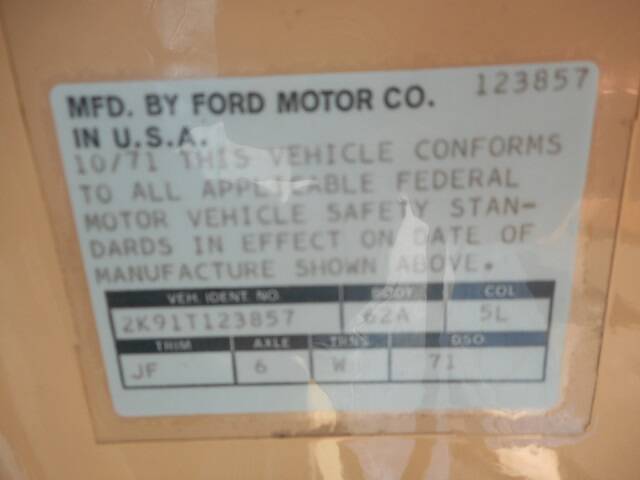 123857
MFD. BY FORD MOTOR CO.
IN U.S.A.
10/71 THIS VEHICLE CONFORMS
TO ALL APPLICABLE FEDERAL
MOTOR VEHICLE SAFETY STAN-
DARDS IN EFFECT ON DATE OF
MANUFACTURE SHOWN ABOVE.
VEH. IDENT. NO. BODY COL
2K91T123857 62A 5L
TRIM AXLE TRNS DSO
JF 6 W 71